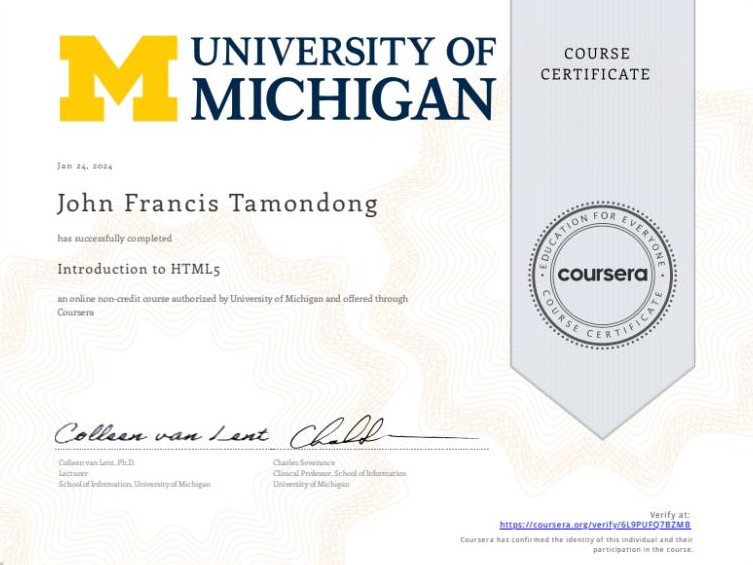 UNIVERSITY OF
MICHIGAN
COURSE
CERTIFICATE
Jan 24, 2024
John Francis Tamondong
has successfully completed
Introduction to HTML5
an online non-credit course authorized by University of Michigan and offered through
Coursera
EDUCATION FOR EVERYONE
coursera
COURSE CERTIFICATE
Colleen van Lent
Colleen van Lent, Ph.D.
Lecturer
School of Information, University of Michigan
Charles Severance
Clinical Professor, School of Information
University of Michigan
Verify at:
https://coursera.org/verify/6L9PUFQ7BZMB
Coursera has confirmed the identity of this individual and their
participation in the course.